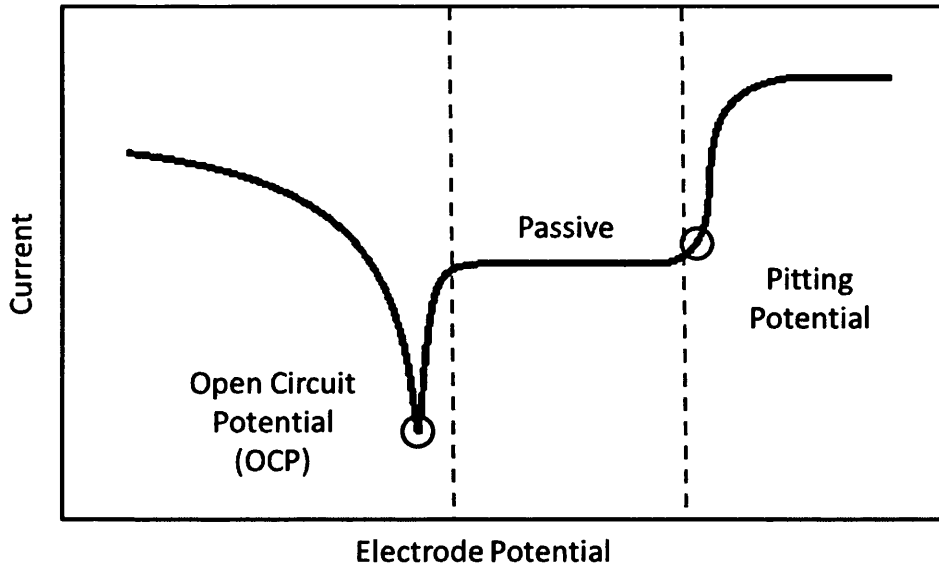 Current
Passive
Pitting
Potential
Open Circuit
Potential
(OCP)
Electrode Potential